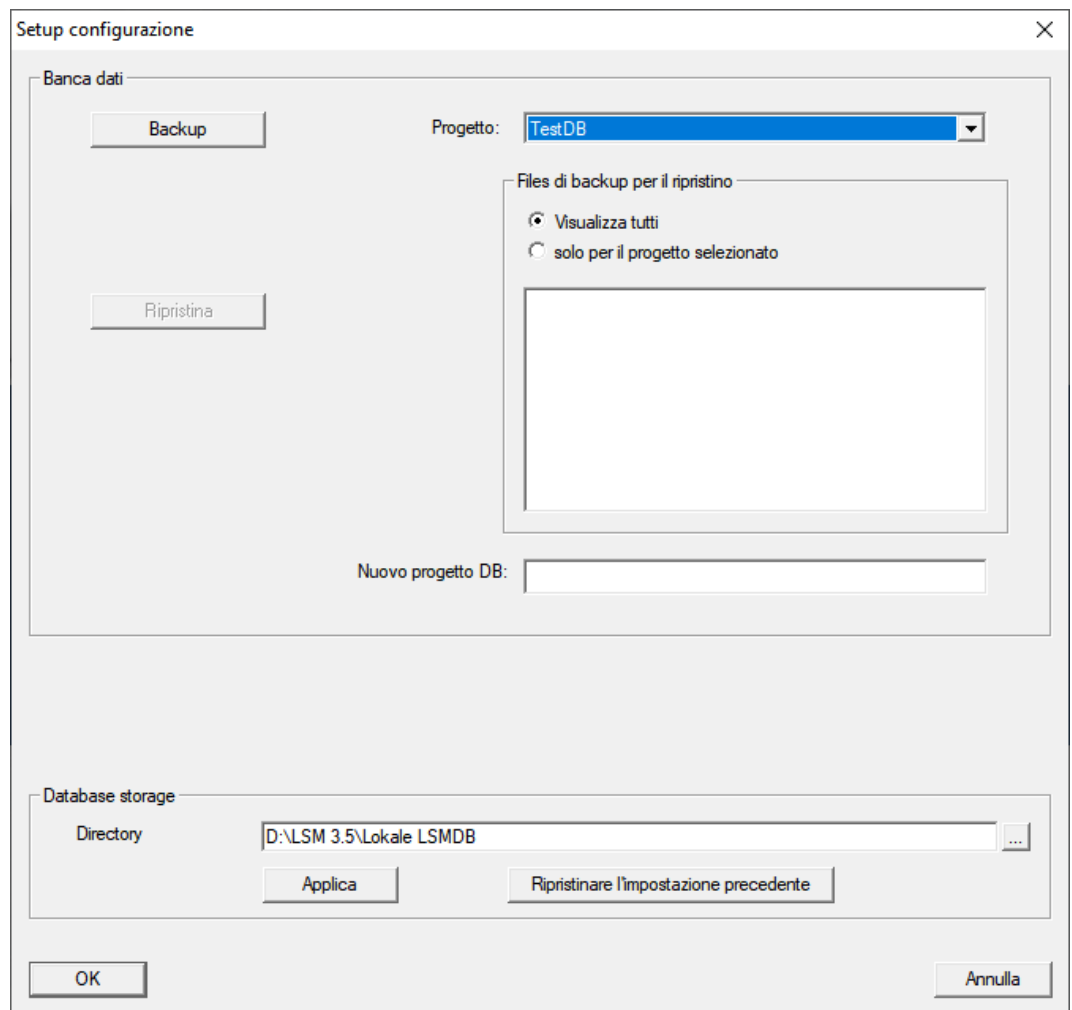 Setup configurazione
Banca dati
Backup
Progetto:
TestDB
Files di backup per il ripristino
Visualizza tutti
solo per il progetto selezionato
Ripristina
Nuovo progetto DB:
Database storage
Directory
D:\LSM 3.5\Lokale LSMDB
...
Applica
Ripristinare l'impostazione precedente
OK
Annulla